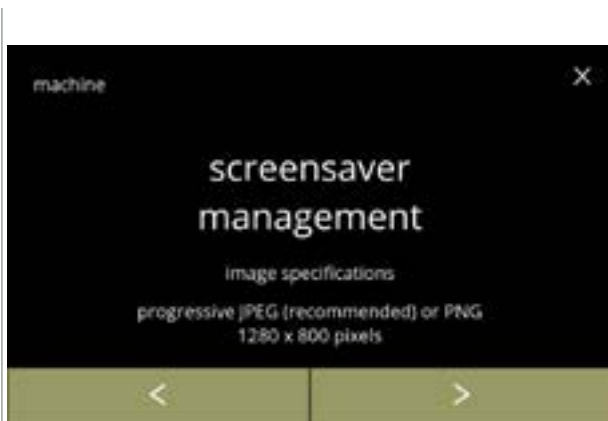 machine
screensaver
management
image specifications
progressive JPEG (recommended) or PNG
1280 x 800 pixels